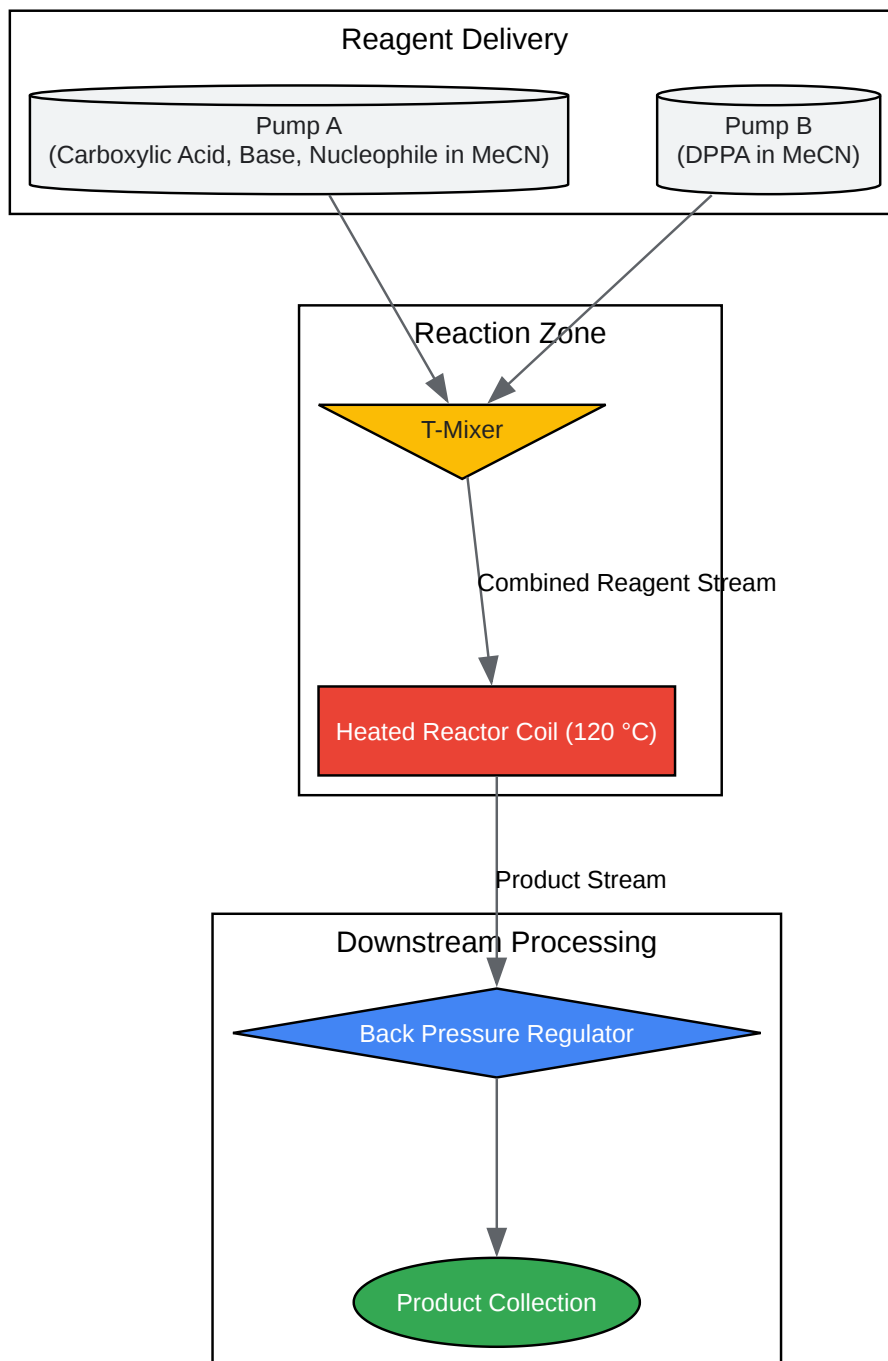 Reagent Delivery
Pump A
(Carboxylic Acid, Base, Nucleophile in MeCN)
Pump B
(DPPA in MeCN)
Reaction Zone
T-Mixer
Combined Reagent Stream
Heated Reactor Coil (120 °C)
Product Stream
Downstream Processing
Back Pressure Regulator
Product Collection